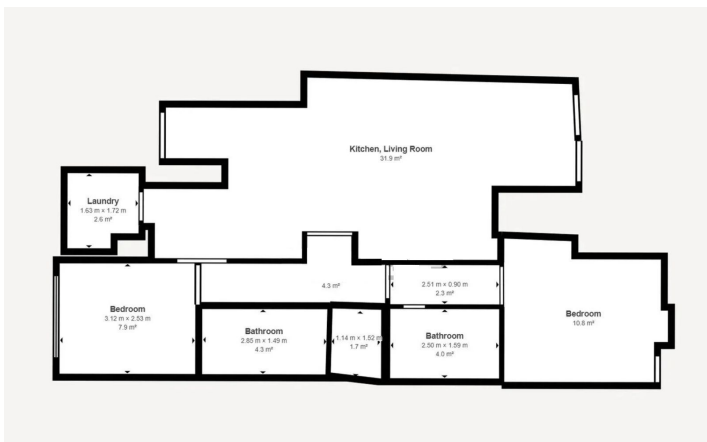 Kitchen, Living Room
31.9 m²
Laundry
1.63 m × 1.72 m
2.6 m²
4.3 m²
2.51 m × 0.90 m
2.3 m²
Bedroom
3.12 m × 2.53 m
7.9 m²
Bathroom
2.85 m × 1.49 m
4.3 m²
1.14 m × 1.52 m
1.7 m²
Bathroom
2.50 m × 1.59 m
4.0 m²
Bedroom
10.8 m²